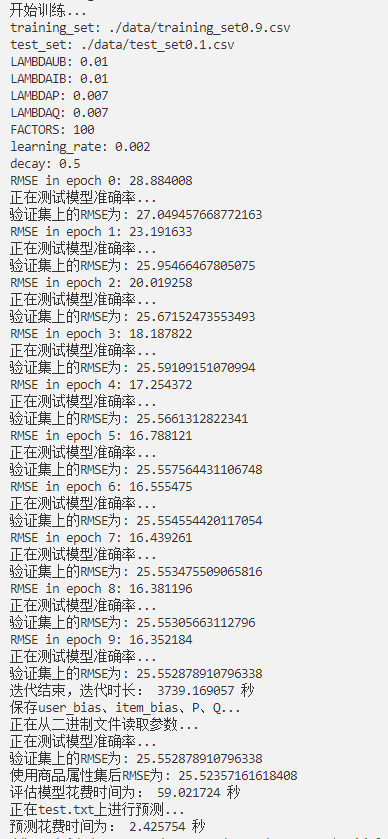 开始训练...
training_set: ./data/training_set0.9.csv
test_set: ./data/test_set0.1.csv
LAMBDAUB: 0.01
LAMBDAIB: 0.01
LAMBDAP: 0.007
LAMBDAQ: 0.007
FACTORS: 100
learning_rate: 0.002
decay: 0.5
RMSE in epoch 0: 28.884008
正在测试模型准确率...
验证集上的RMSE为: 27.049457668772163
RMSE in epoch 1: 23.191633
正在测试模型准确率...
验证集上的RMSE为: 25.95466467805075
RMSE in epoch 2: 20.019258
正在测试模型准确率...
验证集上的RMSE为: 25.67152473553493
RMSE in epoch 3: 18.187822
正在测试模型准确率...
验证集上的RMSE为: 25.59109151070994
RMSE in epoch 4: 17.254372
正在测试模型准确率...
验证集上的RMSE为: 25.5661312822341
RMSE in epoch 5: 16.788121
正在测试模型准确率...
验证集上的RMSE为: 25.557564431106748
RMSE in epoch 6: 16.555475
正在测试模型准确率...
验证集上的RMSE为: 25.554554420117054
RMSE in epoch 7: 16.439261
正在测试模型准确率...
验证集上的RMSE为: 25.553475509065816
RMSE in epoch 8: 16.381196
正在测试模型准确率...
验证集上的RMSE为: 25.55305663112796
RMSE in epoch 9: 16.352184
正在测试模型准确率...
验证集上的RMSE为: 25.552878910796338
迭代结束，迭代时长： 3739.169057 秒
保存user_bias、item_bias、P、Q...
正在从二进制文件读取参数...
正在测试模型准确率...
验证集上的RMSE为: 25.552878910796338
使用商品属性集后RMSE为: 25.52357161618408
评估模型花费时间为： 59.021724 秒
正在test.txt上进行预测...
预测花费时间为： 2.425754 秒